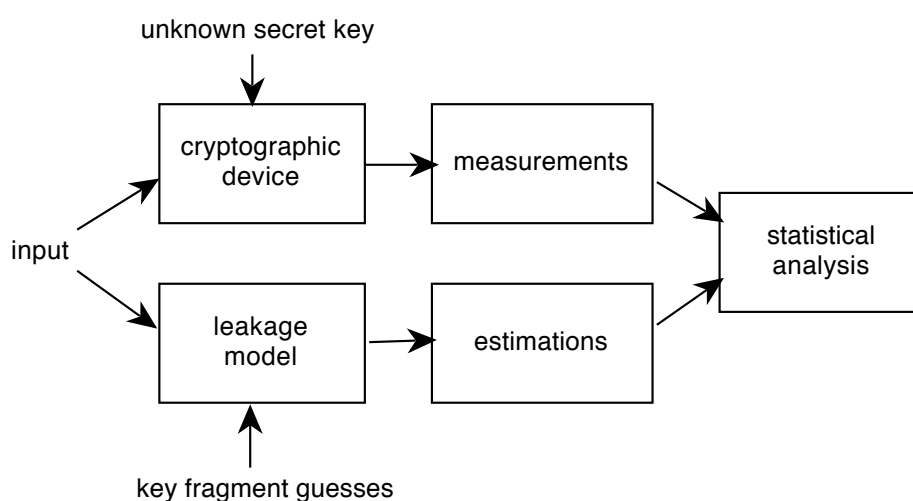 unknown secret key
cryptographic
device
measurements
input
statistical
analysis
leakage
model
estimations
key fragment guesses